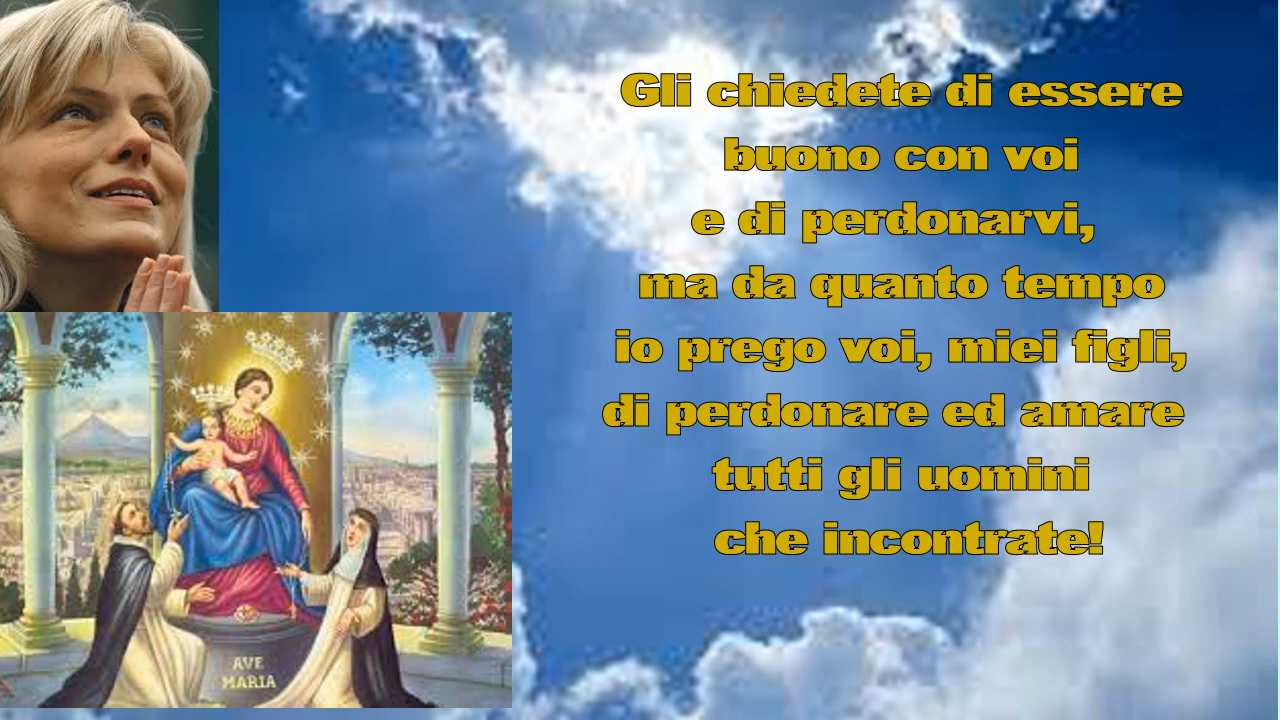 Gli chiedete di essere
buono con voi
e di perdonarvi,
ma da quanto tempo
io prego voi, miei figli,
di perdonare ed amare
tutti gli uomini
che incontrate!
AVE
MARIA